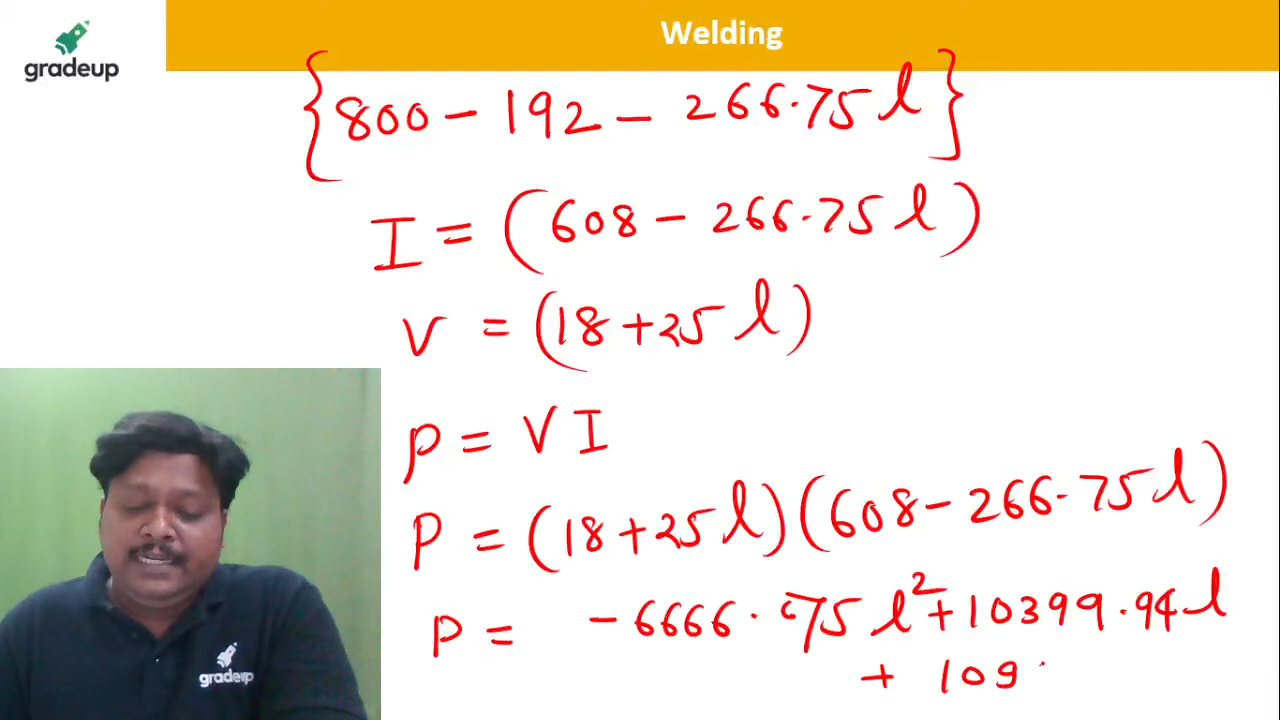 Welding
gradeup
{800 - 192 - 266.75 l}
I = (608 - 266.75 l)
V = (18 + 25 l)
P = V I
P = (18 + 25 l)(608 - 266.75 l)
P = - 6666. 75 l² + 10399.94 l
+ 109
gradeup